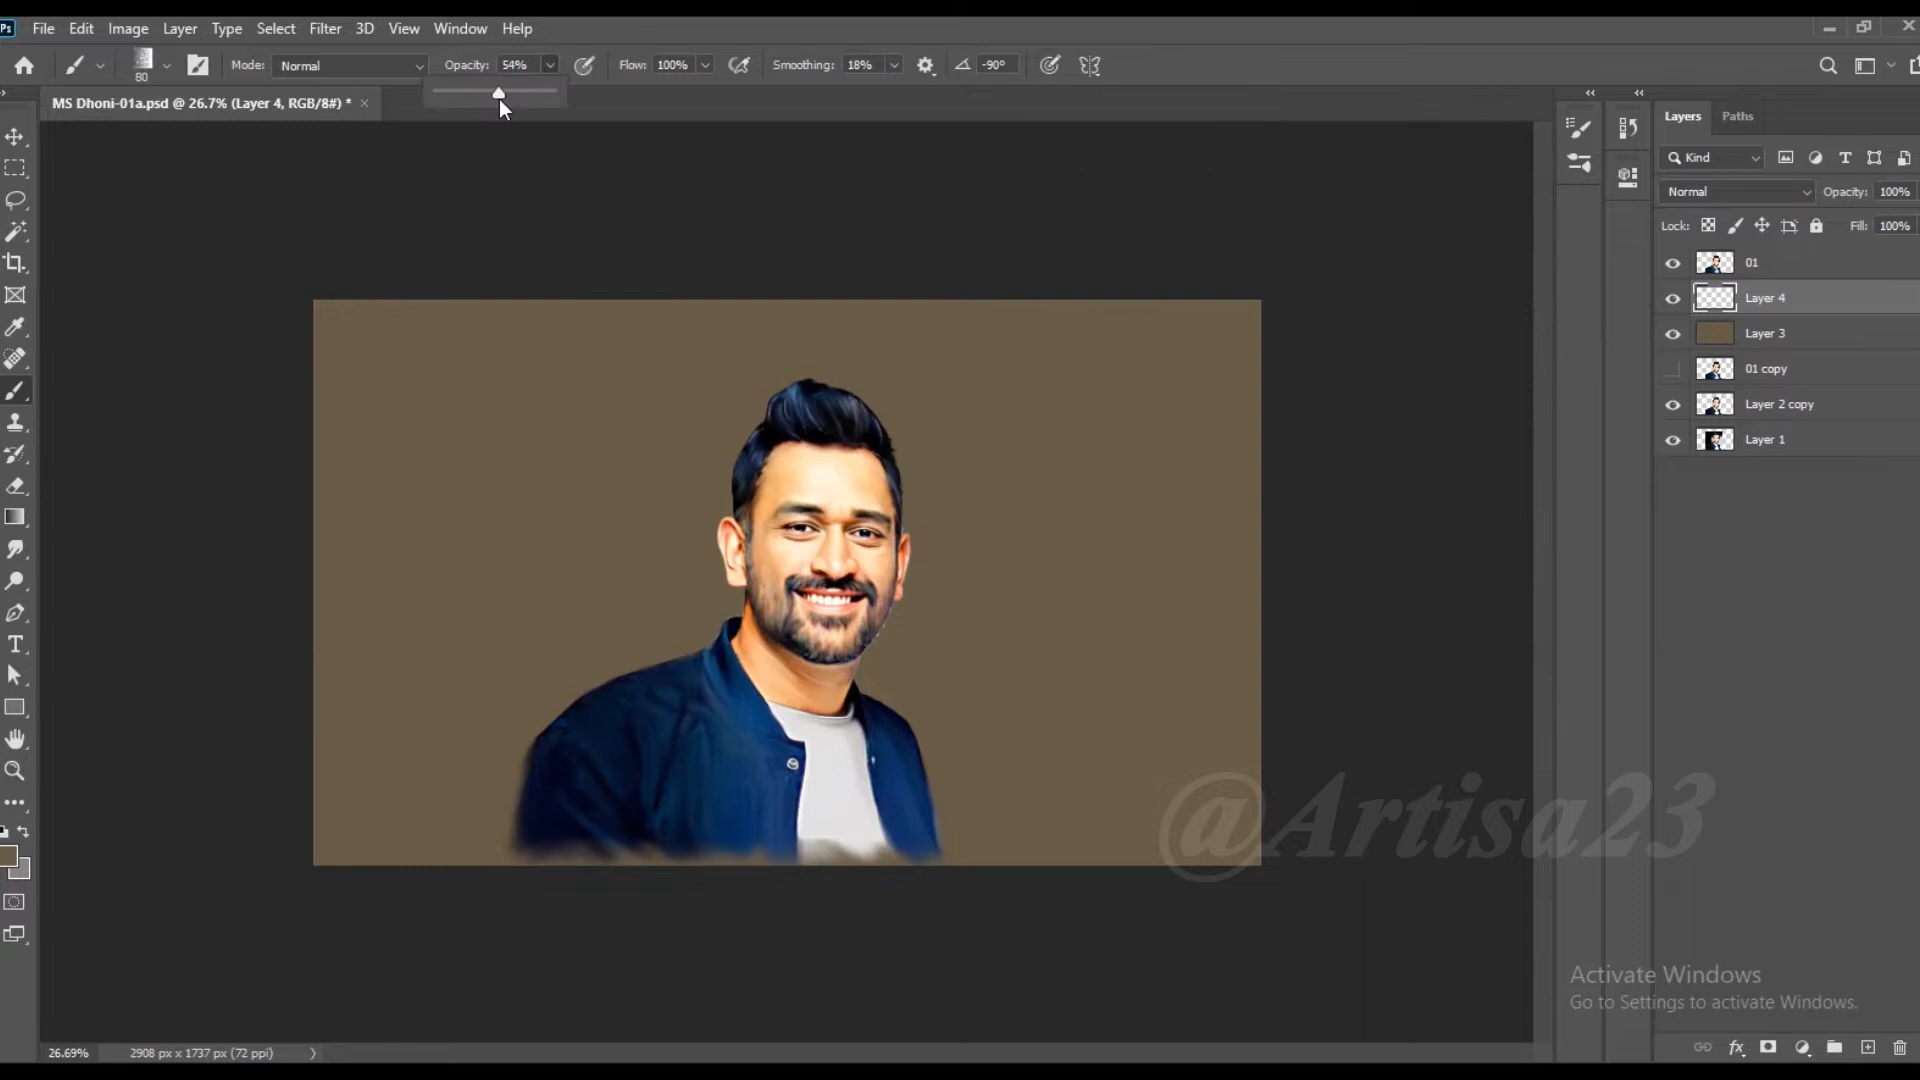 Ps File Edit Image Layer Type Select Filter 3D View Window Help
80 Mode: Normal Opacity: 54% Flow: 100% Smoothing: 18% -90°
MS Dhoni-01a.psd @ 26.7% (Layer 4, RGB/8#) * ×
Layers Paths
Kind
Normal Opacity: 100%
Lock: Fill: 100%
01
Layer 4
Layer 3
01 copy
Layer 2 copy
Layer 1
@Artisa23
Activate Windows
Go to Settings to activate Windows.
26.69% 2908 px x 1737 px (72 ppi)